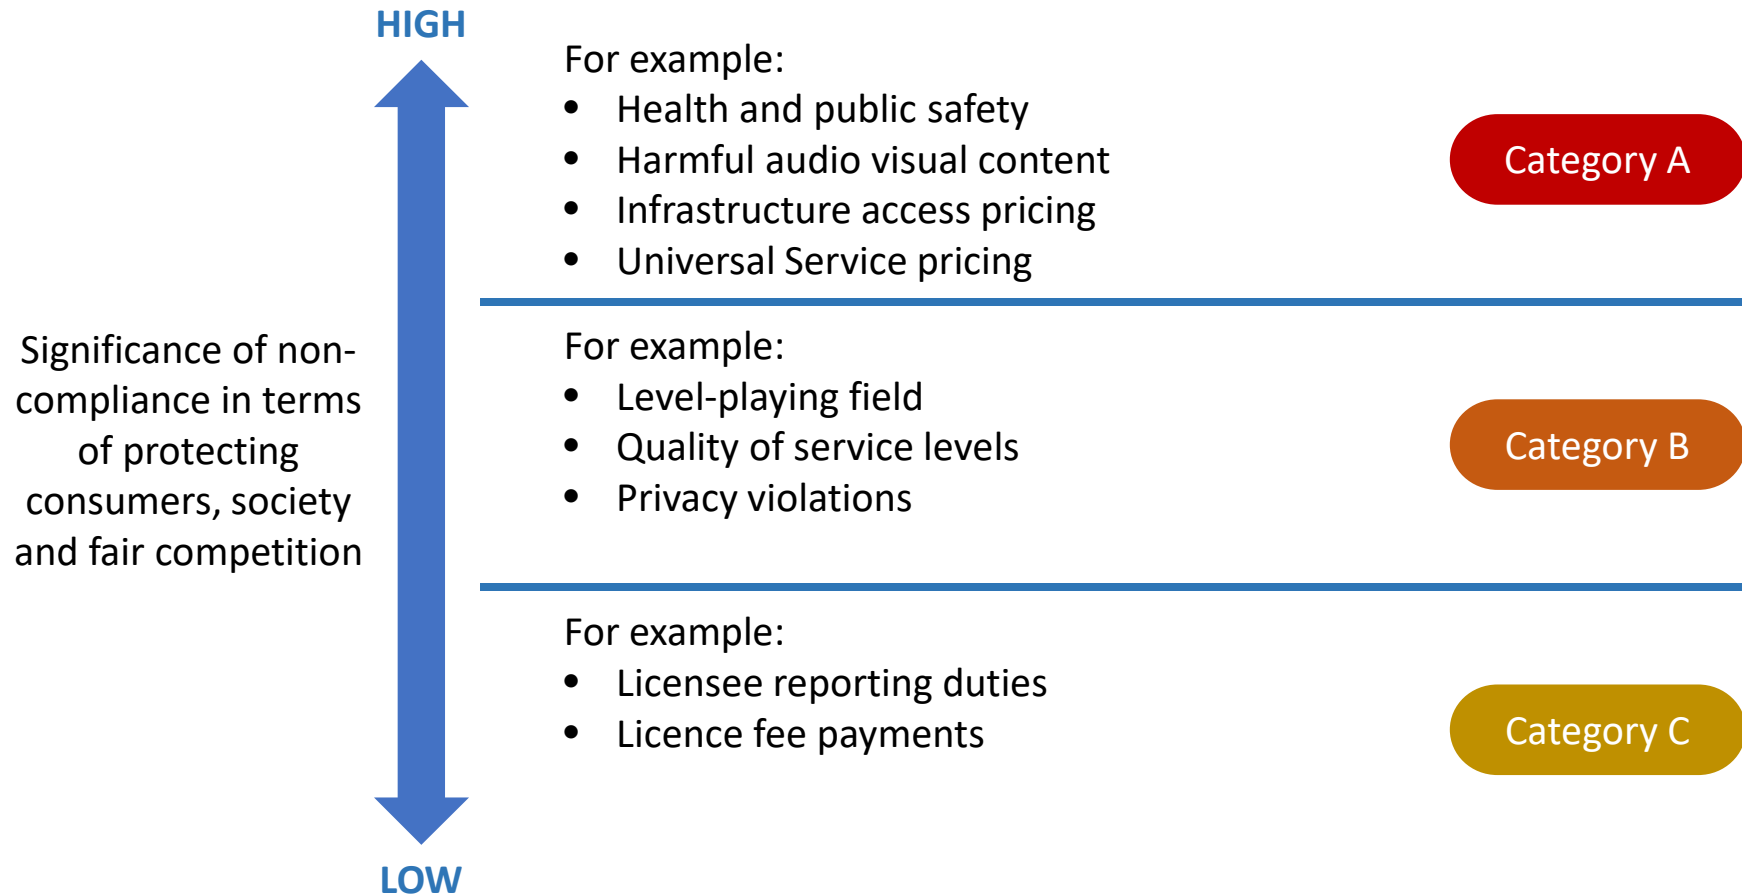 HIGH
For example:
• Health and public safety
• Harmful audio visual content
• Infrastructure access pricing
• Universal Service pricing
Category A
Significance of non-
compliance in terms
of protecting
consumers, society
and fair competition
For example:
• Level-playing field
• Quality of service levels
• Privacy violations
Category B
For example:
• Licensee reporting duties
• Licence fee payments
Category C
LOW